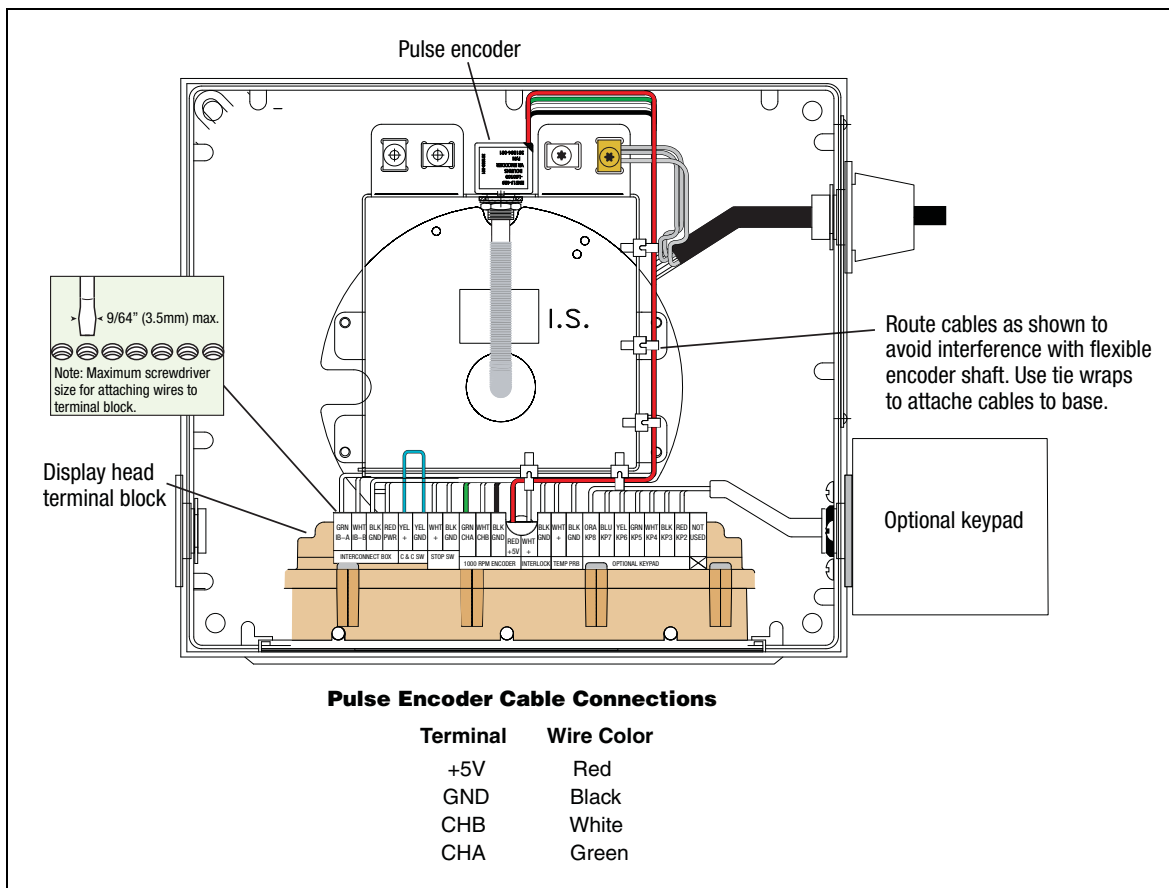 Pulse encoder
9/64” (3.5mm) max.
Note: Maximum screwdriver
size for attaching wires to
terminal block.
I.S.
Route cables as shown to
avoid interference with flexible
encoder shaft. Use tie wraps
to attache cables to base.
Display head
terminal block
Optional keypad
GRN WHT BLK RED YEL YEL WHT BLK GRN WHT BLK RED WHT BLK WHT BLK ORA BLU YEL GRN WHT BLK RED NOT
IB–A IB–B GND PWR + GND + GND CHA CHB GND +5V + GND + GND KP8 KP7 KP6 KP5 KP4 KP3 KP2 USED
INTERCONNECT BOX C & C SW STOP SW 1000 RPM ENCODER INTERLOCK TEMP PRB OPTIONAL KEYPAD
Pulse Encoder Cable Connections
Terminal Wire Color
+5V Red
GND Black
CHB White
CHA Green